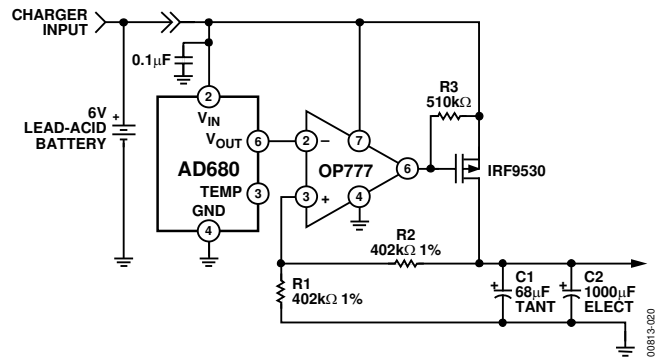 CHARGER
INPUT
0.1μF
6V
LEAD-ACID
BATTERY
+
2
VIN
VOUT
6
AD680
TEMP
3
GND
4
2
−
7
OP777
6
3
+
4
R3
510kΩ
IRF9530
R2
402kΩ 1%
R1
402kΩ 1%
+
C1
68μF
TANT
+
C2
1000μF
ELECT
00813-020